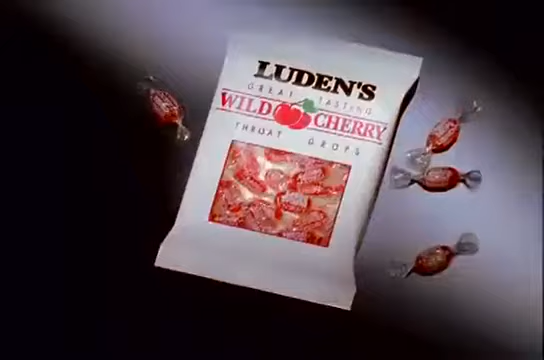 LUDEN'S
GREAT TASTING
WILD CHERRY
THROAT DROPS